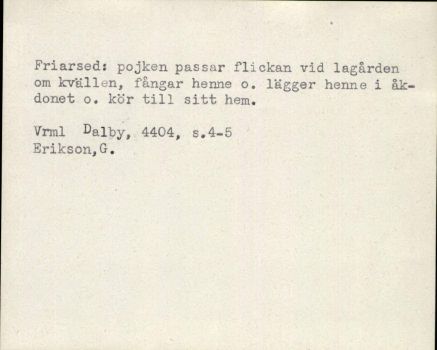 Friarsed: pojken passar flickan vid lagården
om kvällen, fångar henne o. lägger henne i åk-
donet o. kör till sitt hem.
Vrml Dalby, 4404, s.4-5
Erikson,G.